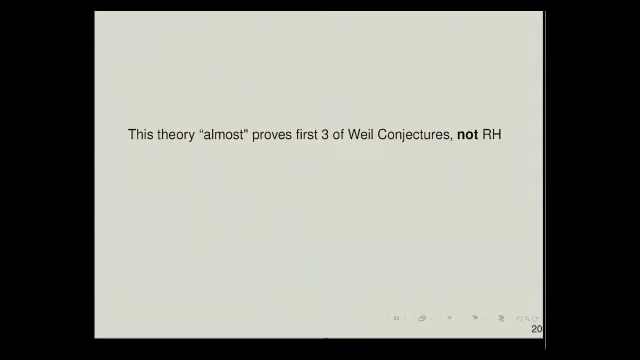 This theory “almost" proves first 3 of Weil Conjectures, not RH
20